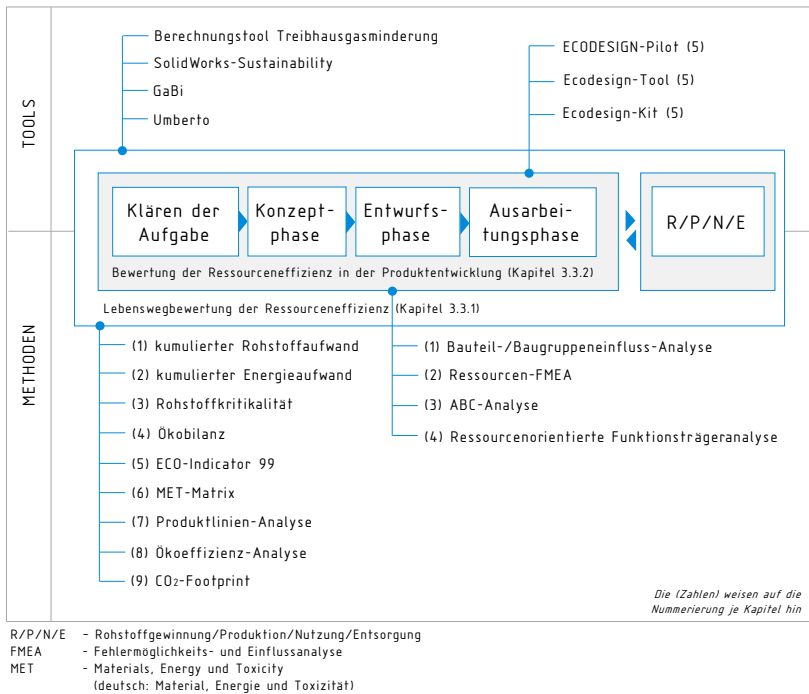 TOOLS
Berechnungstool Treibhausgasminderung
SolidWorks-Sustainability
GaBi
Umberto
ECODESIGN-Pilot (5)
Ecodesign-Tool (5)
Ecodesign-Kit (5)
Klären der
Aufgabe
Konzept-
phase
Entwurfs-
phase
Ausarbei-
tungsphase
R/P/N/E
Bewertung der Ressourceneffizienz in der Produktentwicklung (Kapitel 3.3.2)
Lebenswegbewertung der Ressourceneffizienz (Kapitel 3.3.1)
METHODEN
(1) kumulierter Rohstoffaufwand
(2) kumulierter Energieaufwand
(3) Rohstoffkritikalität
(4) Ökobilanz
(5) ECO-Indicator 99
(6) MET-Matrix
(7) Produktlinien-Analyse
(8) Ökoeffizienz-Analyse
(9) CO₂-Footprint
(1) Bauteil-/Baugruppeneinfluss-Analyse
(2) Ressourcen-FMEA
(3) ABC-Analyse
(4) Ressourcenorientierte Funktionsträgeranalyse
Die (Zahlen) weisen auf die
Nummerierung je Kapitel hin
R/P/N/E - Rohstoffgewinnung/Produktion/Nutzung/Entsorgung
FMEA - Fehlermöglichkeits- und Einflussanalyse
MET - Materials, Energy und Toxicity
(deutsch: Material, Energie und Toxizität)